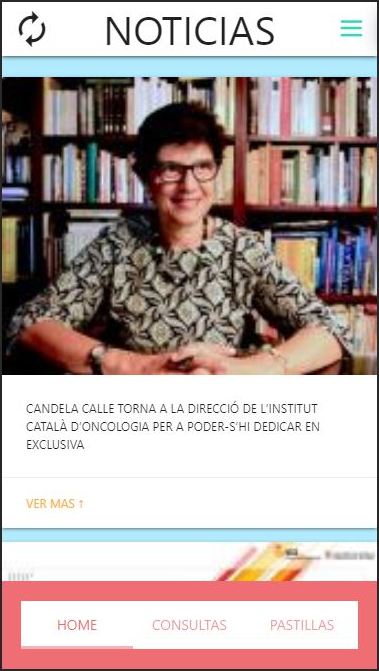 NOTICIAS
CANDELA CALLE TORNA A LA DIRECCIÓ DE L'INSTITUT
CATALÀ D'ONCOLOGIA PER A PODER-S'HI DEDICAR EN
EXCLUSIVA
VER MAS ↑
HOME CONSULTAS PASTILLAS